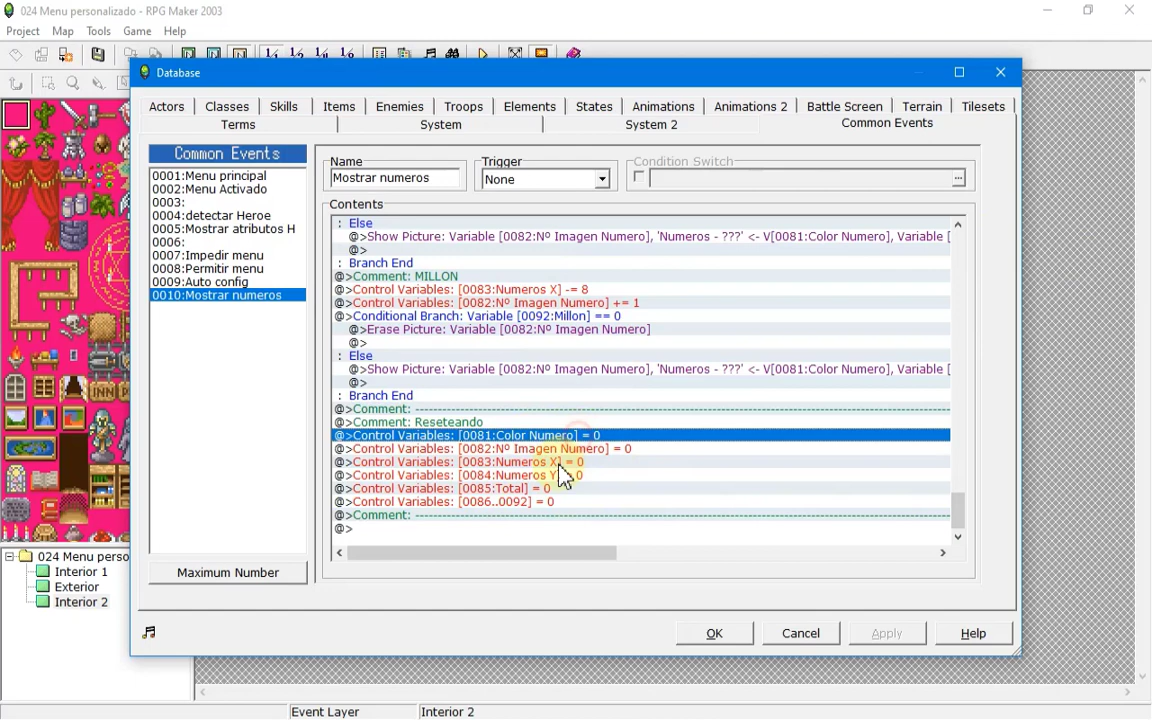 024 Menu personalizado - RPG Maker 2003
Project Map Tools Game Help
Database
Actors Classes Skills Items Enemies Troops Elements States Animations Animations 2 Battle Screen Terrain Tilesets
Terms System System 2 Common Events
Common Events
0001:Menu principal
0002:Menu Activado
0003:
0004:detectar Heroe
0005:Mostrar atributos H
0006:
0007:Impedir menu
0008:Permitir menu
0009:Auto config
0010:Mostrar numeros
Maximum Number
Name
Mostrar numeros
Trigger
None
Condition Switch
...
Contents
: Else
@>Show Picture: Variable [0082:Nº Imagen Numero], 'Numeros - ???' <- V[0081:Color Numero], Variable [
@>
: Branch End
@>Comment: MILLON
@>Control Variables: [0083:Numeros X] -= 8
@>Control Variables: [0082:Nº Imagen Numero] += 1
@>Conditional Branch: Variable [0092:Millon] == 0
@>Erase Picture: Variable [0082:Nº Imagen Numero]
@>
: Else
@>Show Picture: Variable [0082:Nº Imagen Numero], 'Numeros - ???' <- V[0081:Color Numero], Variable [
@>
: Branch End
@>Comment: ------------------------------------------------------------
@>Comment: Reseteando
@>Control Variables: [0081:Color Numero] = 0
@>Control Variables: [0082:Nº Imagen Numero] = 0
@>Control Variables: [0083:Numeros X] = 0
@>Control Variables: [0084:Numeros Y] = 0
@>Control Variables: [0085:Total] = 0
@>Control Variables: [0086..0092] = 0
@>Comment: ------------------------------------------------------------
@>
OK Cancel Apply Help
024 Menu perso
Interior 1
Exterior
Interior 2
Event Layer Interior 2